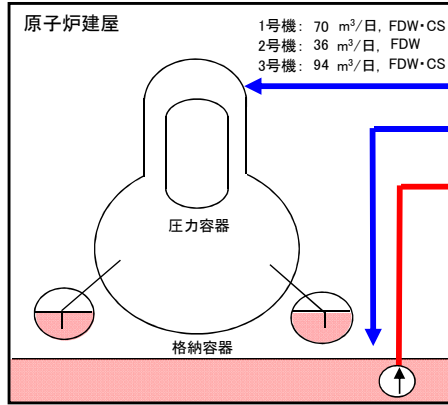 原子炉建屋
1号機: 70 m³/日, FDW・CS
2号機: 36 m³/日, FDW
3号機: 94 m³/日, FDW・CS
圧力容器
格納容器